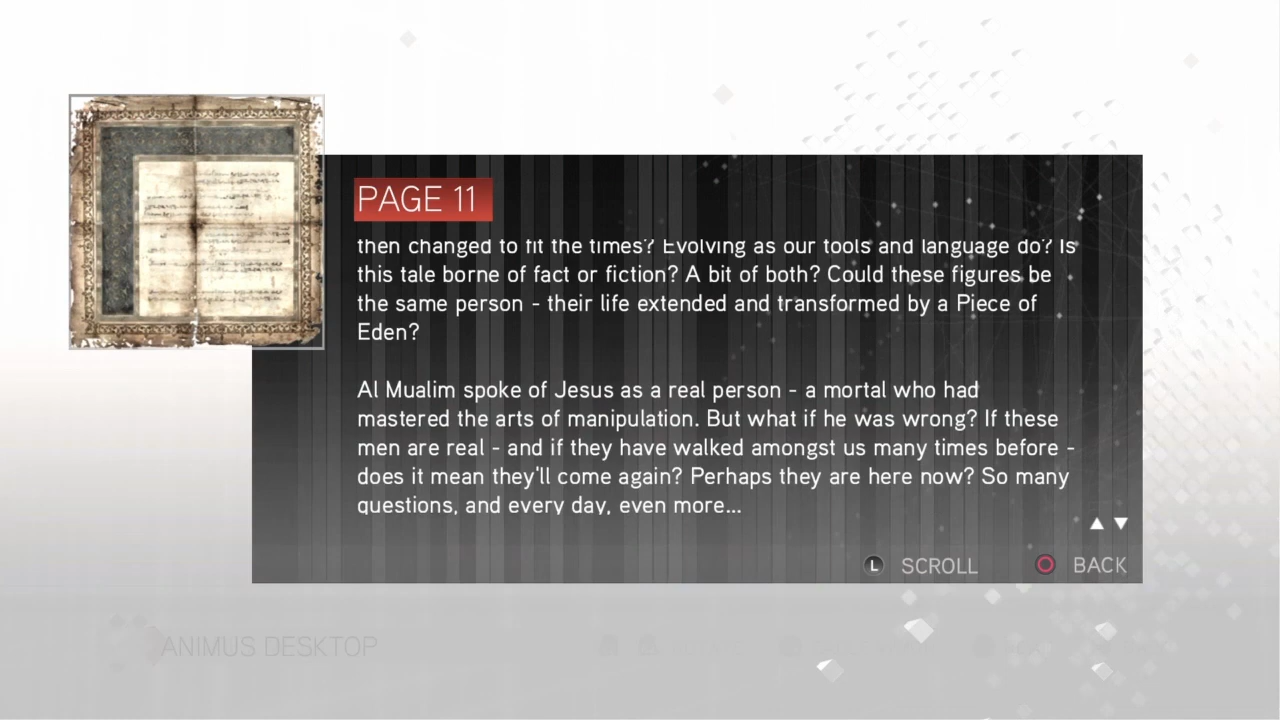 PAGE 11
then changed to fit the times? Evolving as our tools and language do? Is
this tale borne of fact or fiction? A bit of both? Could these figures be
the same person - their life extended and transformed by a Piece of
Eden?
Al Mualim spoke of Jesus as a real person - a mortal who had
mastered the arts of manipulation. But what if he was wrong? If these
men are real - and if they have walked amongst us many times before -
does it mean they'll come again? Perhaps they are here now? So many
questions, and every day, even more...
L SCROLL
BACK
ANIMUS DESKTOP